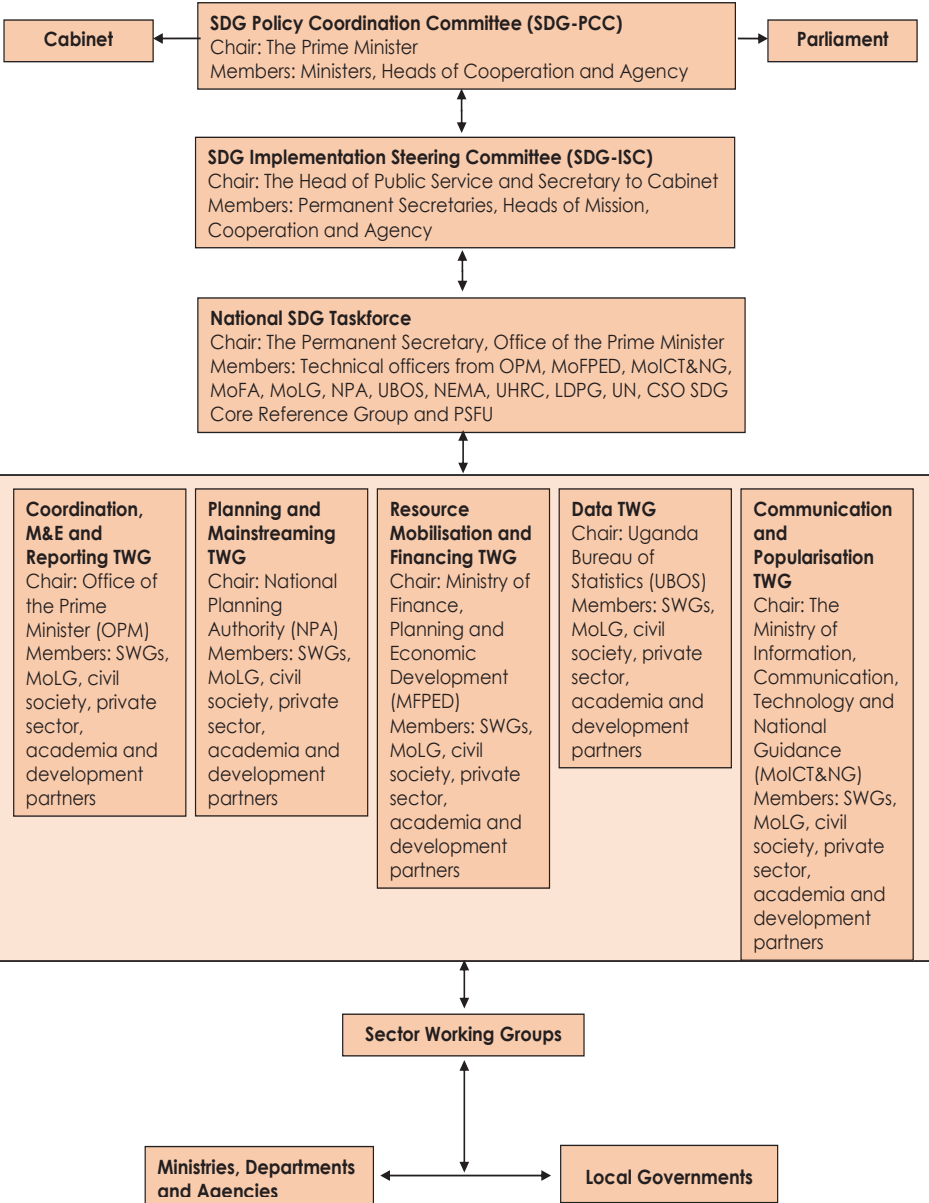 SDG Policy Coordination Committee (SDG-PCC)
Chair: The Prime Minister
Members: Ministers, Heads of Cooperation and Agency
Cabinet
Parliament
SDG Implementation Steering Committee (SDG-ISC)
Chair: The Head of Public Service and Secretary to Cabinet
Members: Permanent Secretaries, Heads of Mission,
Cooperation and Agency
National SDG Taskforce
Chair: The Permanent Secretary, Office of the Prime Minister
Members: Technical officers from OPM, MoFPED, MoICT&NG,
MoFA, MoLG, NPA, UBOS, NEMA, UHRC, LDPG, UN, CSO SDG
Core Reference Group and PSFU
Coordination,
M&E and
Reporting TWG
Chair: Office of
the Prime
Minister (OPM)
Members: SWGs,
MoLG, civil
society, private
sector,
academia and
development
partners
Planning and
Mainstreaming
TWG
Chair: National
Planning
Authority (NPA)
Members: SWGs,
MoLG, civil
society, private
sector,
academia and
development
partners
Resource
Mobilisation and
Financing TWG
Chair: Ministry of
Finance,
Planning and
Economic
Development
(MFPED)
Members: SWGs,
MoLG, civil
society, private
sector,
academia and
development
partners
Data TWG
Chair: Uganda
Bureau of
Statistics (UBOS)
Members: SWGs,
MoLG, civil
society, private
sector,
academia and
development
partners
Communication
and
Popularisation
TWG
Chair: The
Ministry of
Information,
Communication,
Technology and
National
Guidance
(MoICT&NG)
Members: SWGs,
MoLG, civil
society, private
sector,
academia and
development
partners
Sector Working Groups
Ministries, Departments
and Agencies
Local Governments